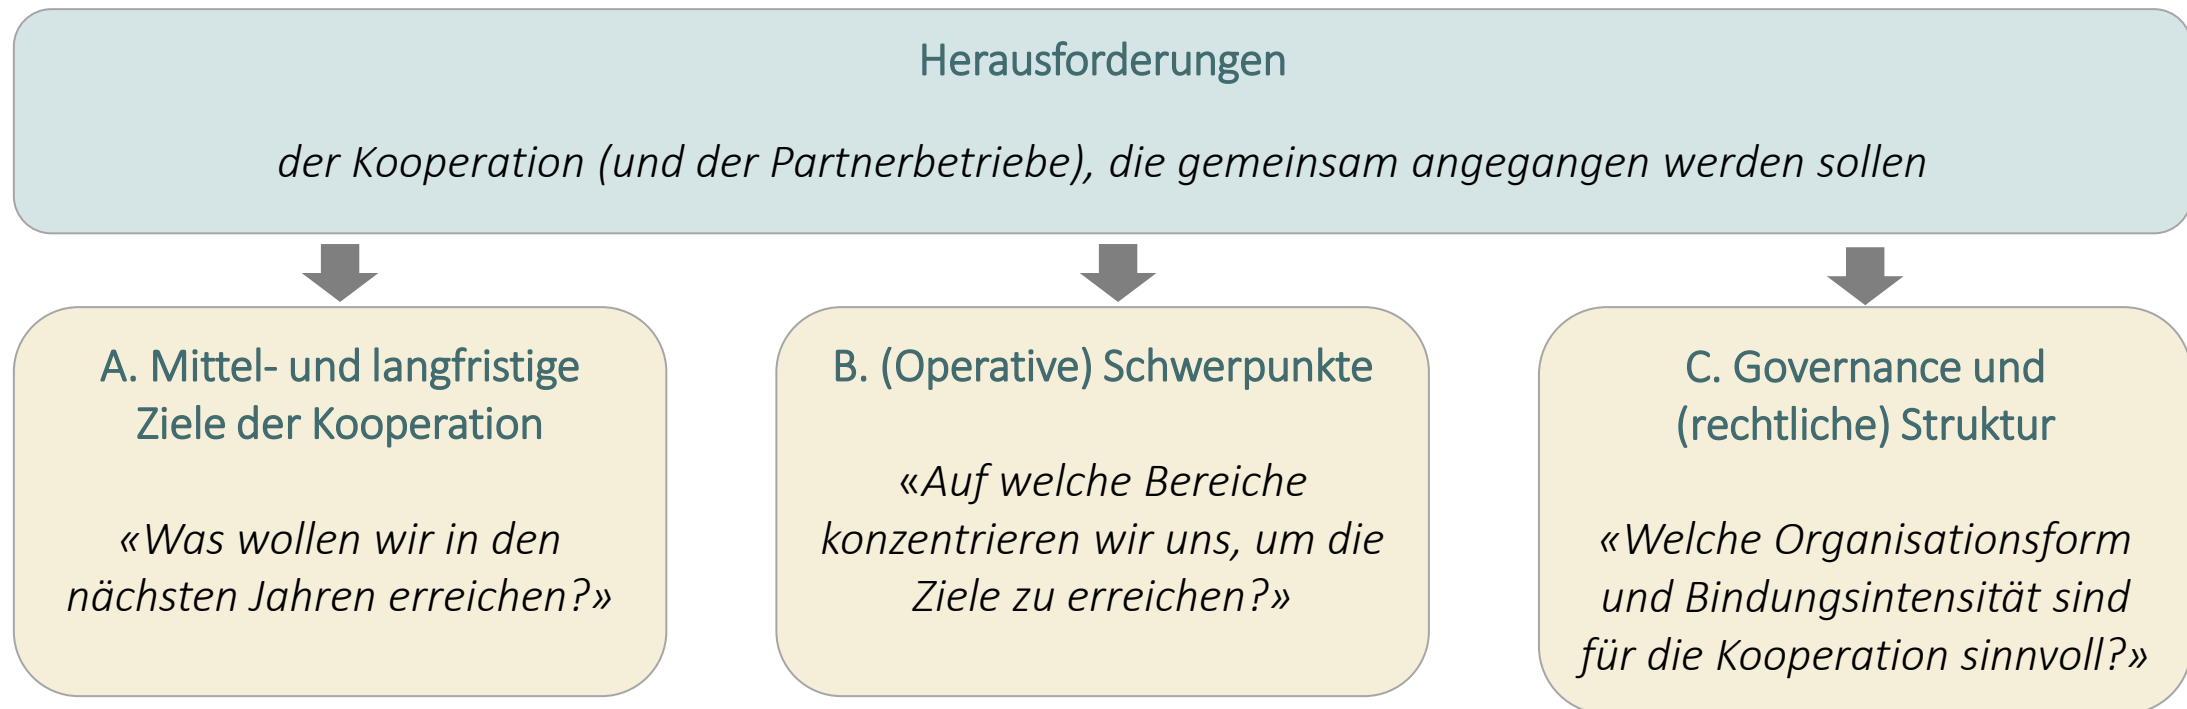 Herausforderungen
der Kooperation (und der Partnerbetriebe), die gemeinsam angegangen werden sollen
A. Mittel- und langfristige
Ziele der Kooperation
«Was wollen wir in den
nächsten Jahren erreichen?»
B. (Operative) Schwerpunkte
«Auf welche Bereiche
konzentrieren wir uns, um die
Ziele zu erreichen?»
C. Governance und
(rechtliche) Struktur
«Welche Organisationsform
und Bindungsintensität sind
für die Kooperation sinnvoll?»